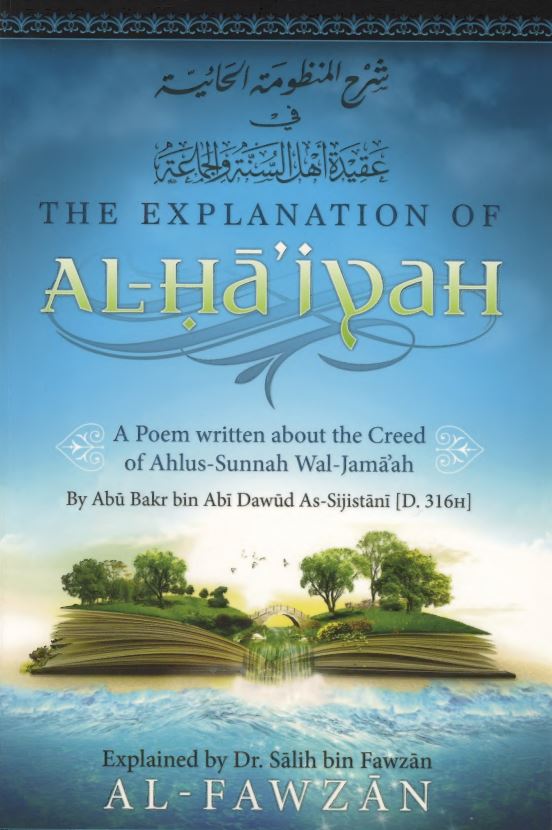 شرح المنظومة الحائية
في
عقيدة أهل السنة والجماعة
THE EXPLANATION OF
AL-ḤĀ'IYAH
A Poem written about the Creed
of Ahlus-Sunnah Wal-Jamā'ah
By Abū Bakr bin Abī Dawūd As-Sijistānī [D. 316H]
Explained by Dr. Sālih bin Fawzān
AL-FAWZĀN